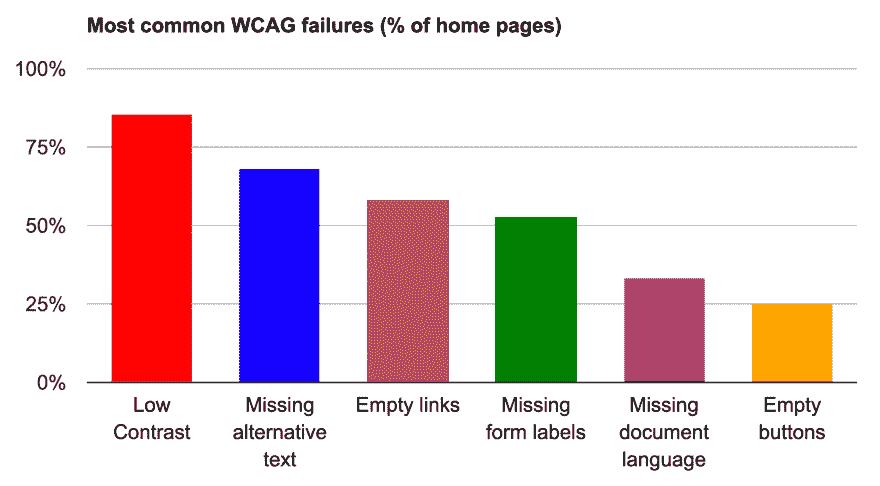 Most common WCAG failures (% of home pages)
100%
75%
50%
25%
0%
Low
Contrast
Missing
alternative
text
Empty links
Missing
form labels
Missing
document
language
Empty
buttons